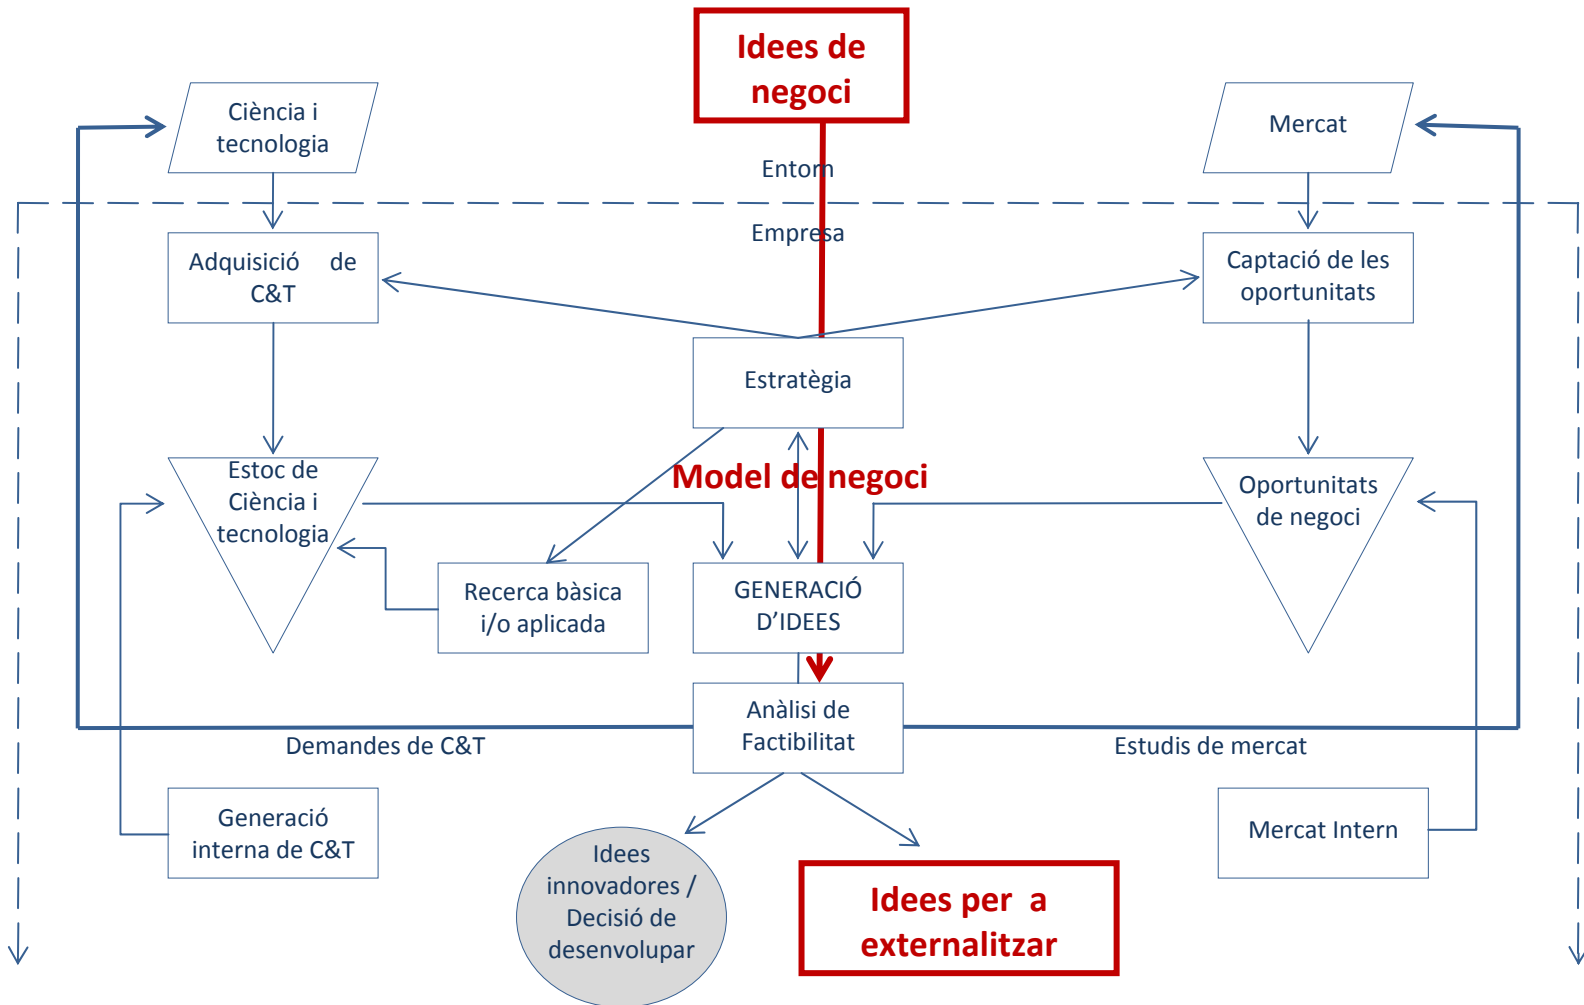 Idees de
negoci
Ciència i
tecnologia
Mercat
Entorn
Empresa
Adquisició de
C&T
Captació de les
oportunitats
Estratègia
Model de negoci
Estoc de
Ciència i
tecnologia
Oportunitats
de negoci
Recerca bàsica
i/o aplicada
GENERACIÓ
D’IDEES
Anàlisi de
Factibilitat
Demandes de C&T
Estudis de mercat
Generació
interna de C&T
Mercat Intern
Idees
innovadores /
Decisió de
desenvolupar
Idees per a
externalitzar